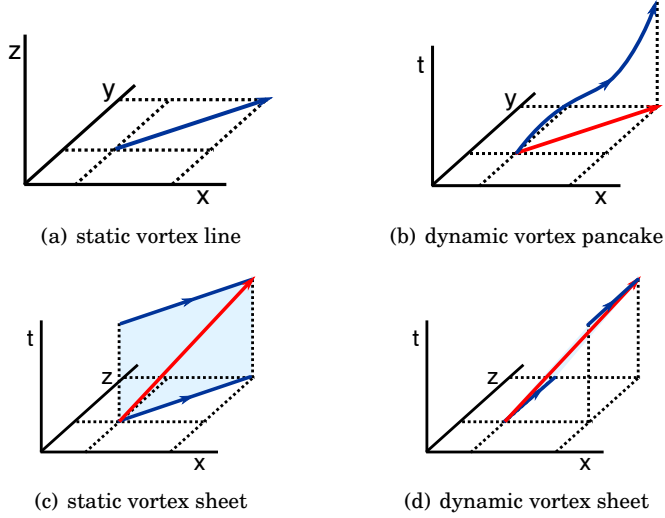 z
y
x
(a) static vortex line
t
y
x
(b) dynamic vortex pancake
t
z
x
(c) static vortex sheet
t
z
x
(d) dynamic vortex sheet